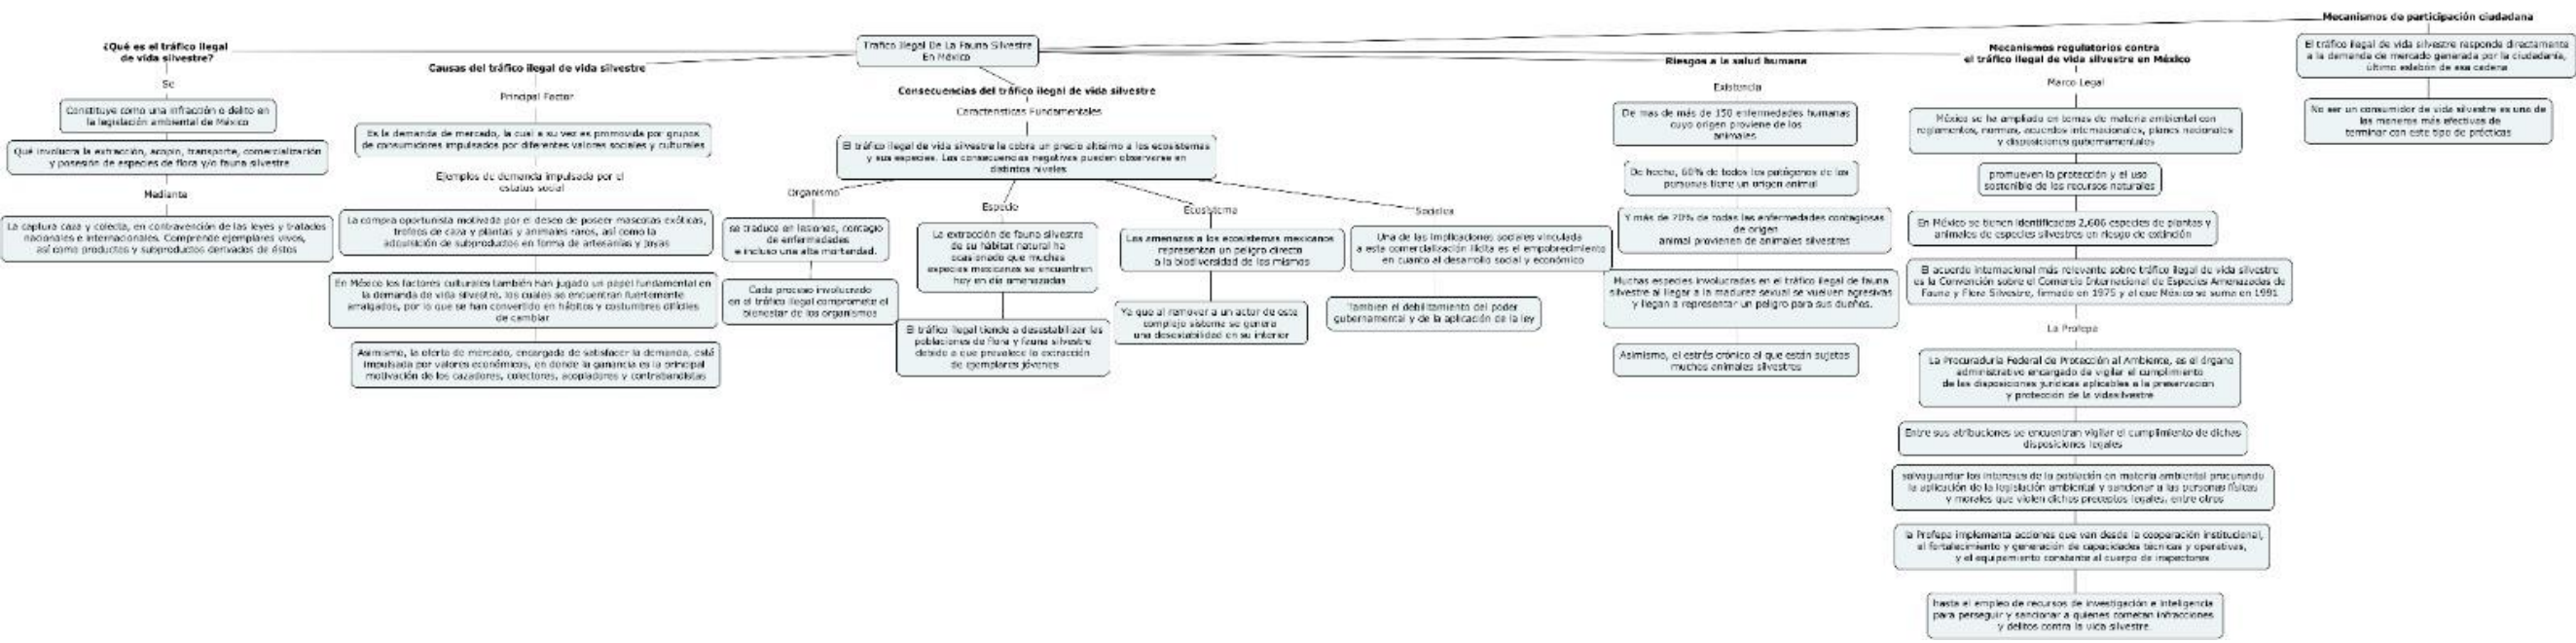 Trafico Ilegal De La Fauna Silvestre
En México
¿Qué es el tráfico ilegal
de vida silvestre?
Se
Constituye como una infracción o delito en
la legislación ambiental de México
Qué involucra la extracción, acopio, transporte, comercialización
y posesión de especies de flora y/o fauna silvestre
Mediante
La captura caza y colecta, en contravención de las leyes y tratados
nacionales e internacionales. Comprende ejemplares vivos,
así como productos y subproductos derivados de éstos
Causas del tráfico ilegal de vida silvestre
Principal Factor
Es la demanda de mercado, la cual a su vez es promovida por grupos
de consumidores impulsados por diferentes valores sociales y culturales
Ejemplos de demanda impulsada por el
estatus social
La compra oportunista motivada por el deseo de poseer mascotas exóticas,
trofeos de caza y plantas y animales raros, así como la
adquisición de subproductos en forma de artesanías y joyas
En México los factores culturales también han jugado un papel fundamental en
la demanda de vida silvestre, los cuales se encuentran fuertemente
arraigados, por lo que se han convertido en hábitos y costumbres difíciles
de cambiar
Asimismo, la oferta de mercado, encargada de satisfacer la demanda, está
impulsada por valores económicos, en donde la ganancia es la principal
motivación de los cazadores, colectores, acopiadores y contrabandistas
Consecuencias del tráfico ilegal de vida silvestre
Características Fundamentales
El tráfico ilegal de vida silvestre le cobra un precio altísimo a los ecosistemas
y sus especies. Las consecuencias negativas pueden observarse en
distintos niveles
Organismo
se traduce en lesiones, contagio
de enfermedades
e incluso una alta mortandad.
Cada proceso involucrado
en el tráfico ilegal compromete el
bienestar de los organismos
Especie
La extracción de fauna silvestre
de su hábitat natural ha
ocasionado que muchas
especies mexicanas se encuentren
hoy en día amenazadas
El tráfico ilegal tiende a desestabilizar las
poblaciones de flora y fauna silvestre
debido a que prevalece la extracción
de ejemplares jóvenes
Ecosistema
Las amenazas a los ecosistemas mexicanos
representan un peligro directo
a la biodiversidad de los mismos
Ya que al remover a un actor de este
complejo sistema se genera
una desestabilidad en su interior
Sociales
Una de las implicaciones sociales vinculada
a este comercialización ilícita es el empobrecimiento
en cuanto al desarrollo social y económico
Tambien el debilitamiento del poder
gubernamental y de la aplicación de la ley
Riesgos a la salud humana
Existencia
De mas de más de 150 enfermedades humanas
cuyo origen proviene de los
animales
De hecho, 60% de todos los patógenos de las
personas tiene un origen animal
Y más de 70% de todas las enfermedades contagiosas
de origen
animal provienen de animales silvestres
Muchas especies involucradas en el tráfico ilegal de fauna
silvestre al llegar a la madurez sexual se vuelven agresivas
y llegan a representar un peligro para sus dueños.
Asimismo, el estrés crónico al que están sujetos
muchos animales silvestres
Mecanismos regulatorios contra
el tráfico ilegal de vida silvestre en México
Marco Legal
México se ha ampliado en temas de materia ambiental con
reglamentos, normas, acuerdos internacionales, planes nacionales
y disposiciones gubernamentales
promueven la protección y el uso
sostenible de los recursos naturales
En México se tienen identificadas 2,606 especies de plantas y
animales de especies silvestres en riesgo de extinción
El acuerdo internacional más relevante sobre tráfico ilegal de vida silvestre
es la Convención sobre el Comercio Internacional de Especies Amenazadas de
Fauna y Flora Silvestre, firmado en 1975 y al que México se suma en 1991
La Profepa
La Procuraduría Federal de Protección al Ambiente, es el órgano
administrativo encargado de vigilar el cumplimiento
de las disposiciones jurídicas aplicables a la preservación
y protección de la vidasilvestre
Entre sus atribuciones se encuentran vigilar el cumplimiento de dichas
disposiciones legales
salvaguardar los intereses de la población en materia ambiental procurando
la aplicación de la legislación ambiental y sancionar a las personas físicas
y morales que violen dichos preceptos legales, entre otros
la Profepa implementa acciones que van desde la cooperación institucional,
el fortalecimiento y generación de capacidades técnicas y operativas,
y el equipamiento constante al cuerpo de inspectores
hasta el empleo de recursos de investigación e inteligencia
para perseguir y sancionar a quienes cometan infracciones
y delitos contra la vida silvestre.
Mecanismos de participación ciudadana
El tráfico ilegal de vida silvestre responde directamente
a la demanda de mercado generada por la ciudadanía,
último eslabón de esa cadena
No ser un consumidor de vida silvestre es una de
las maneras más efectivas de
terminar con este tipo de prácticas